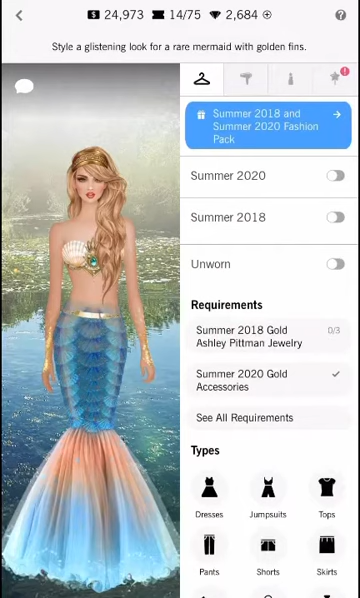 24,973 14/75 2,684
Style a glistening look for a rare mermaid with golden fins.
Summer 2018 and
Summer 2020 Fashion
Pack
Summer 2020
Summer 2018
Unworn
Requirements
Summer 2018 Gold
Ashley Pittman Jewelry
0/3
Summer 2020 Gold
Accessories
See All Requirements
Types
Dresses Jumpsuits Tops
Pants Shorts Skirts